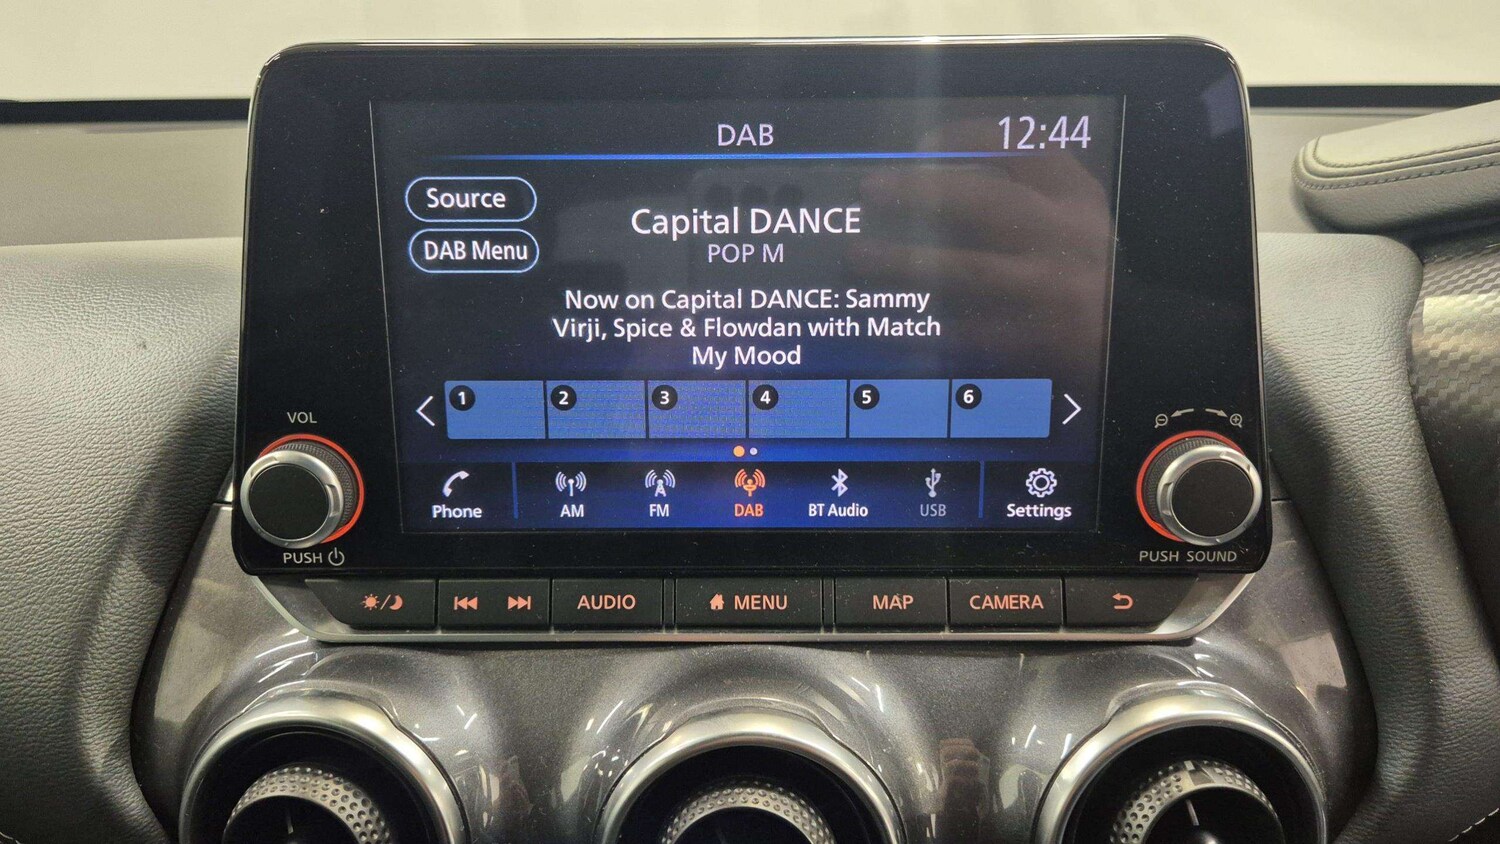 DAB
12:44
Source
DAB Menu
Capital DANCE
POP M
Now on Capital DANCE: Sammy
Virji, Spice & Flowdan with Match
My Mood
1 2 3 4 5 6
Phone AM FM DAB BT Audio USB Settings
VOL
PUSH
PUSH SOUND
AUDIO MENU MAP CAMERA